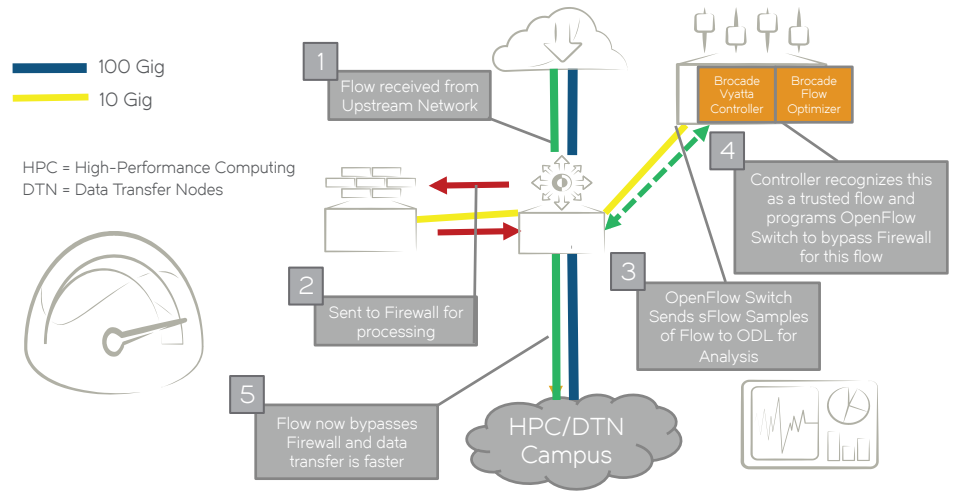 100 Gig
10 Gig
HPC = High-Performance Computing
DTN = Data Transfer Nodes
1
Flow received from
Upstream Network
2
Sent to Firewall for
processing
3
OpenFlow Switch
Sends sFlow Samples
of Flow to ODL for
Analysis
Brocade
Vyatta
Controller
Brocade
Flow
Optimizer
4
Controller recognizes this
as a trusted flow and
programs OpenFlow
Switch to bypass Firewall
for this flow
5
Flow now bypasses
Firewall and data
transfer is faster
HPC/DTN
Campus